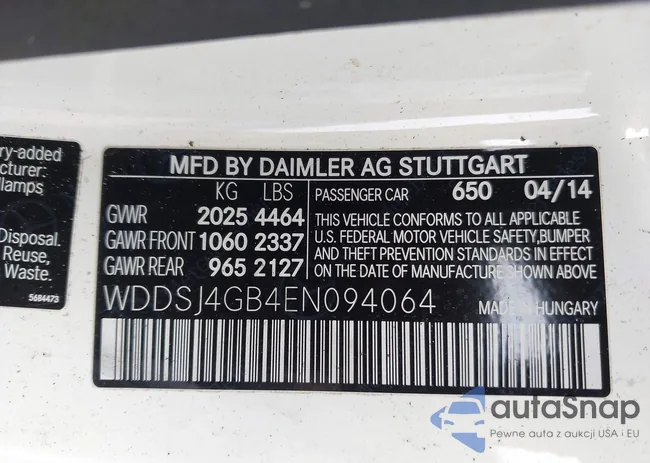 ry-added
cturer:
llamps
Disposal.
Reuse,
Waste.
5684473
MFD BY DAIMLER AG STUTTGART
KG LBS
GVWR 2025 4464
GAWR FRONT 1060 2337
GAWR REAR 965 2127
PASSENGER CAR 650 04/14
THIS VEHICLE CONFORMS TO ALL APPLICABLE
U.S. FEDERAL MOTOR VEHICLE SAFETY,BUMPER
AND THEFT PREVENTION STANDARDS IN EFFECT
ON THE DATE OF MANUFACTURE SHOWN ABOVE.
WDDSJ4GB4EN094064
MADE IN HUNGARY
autaSnap
Pewne auta z aukcji USA i EU